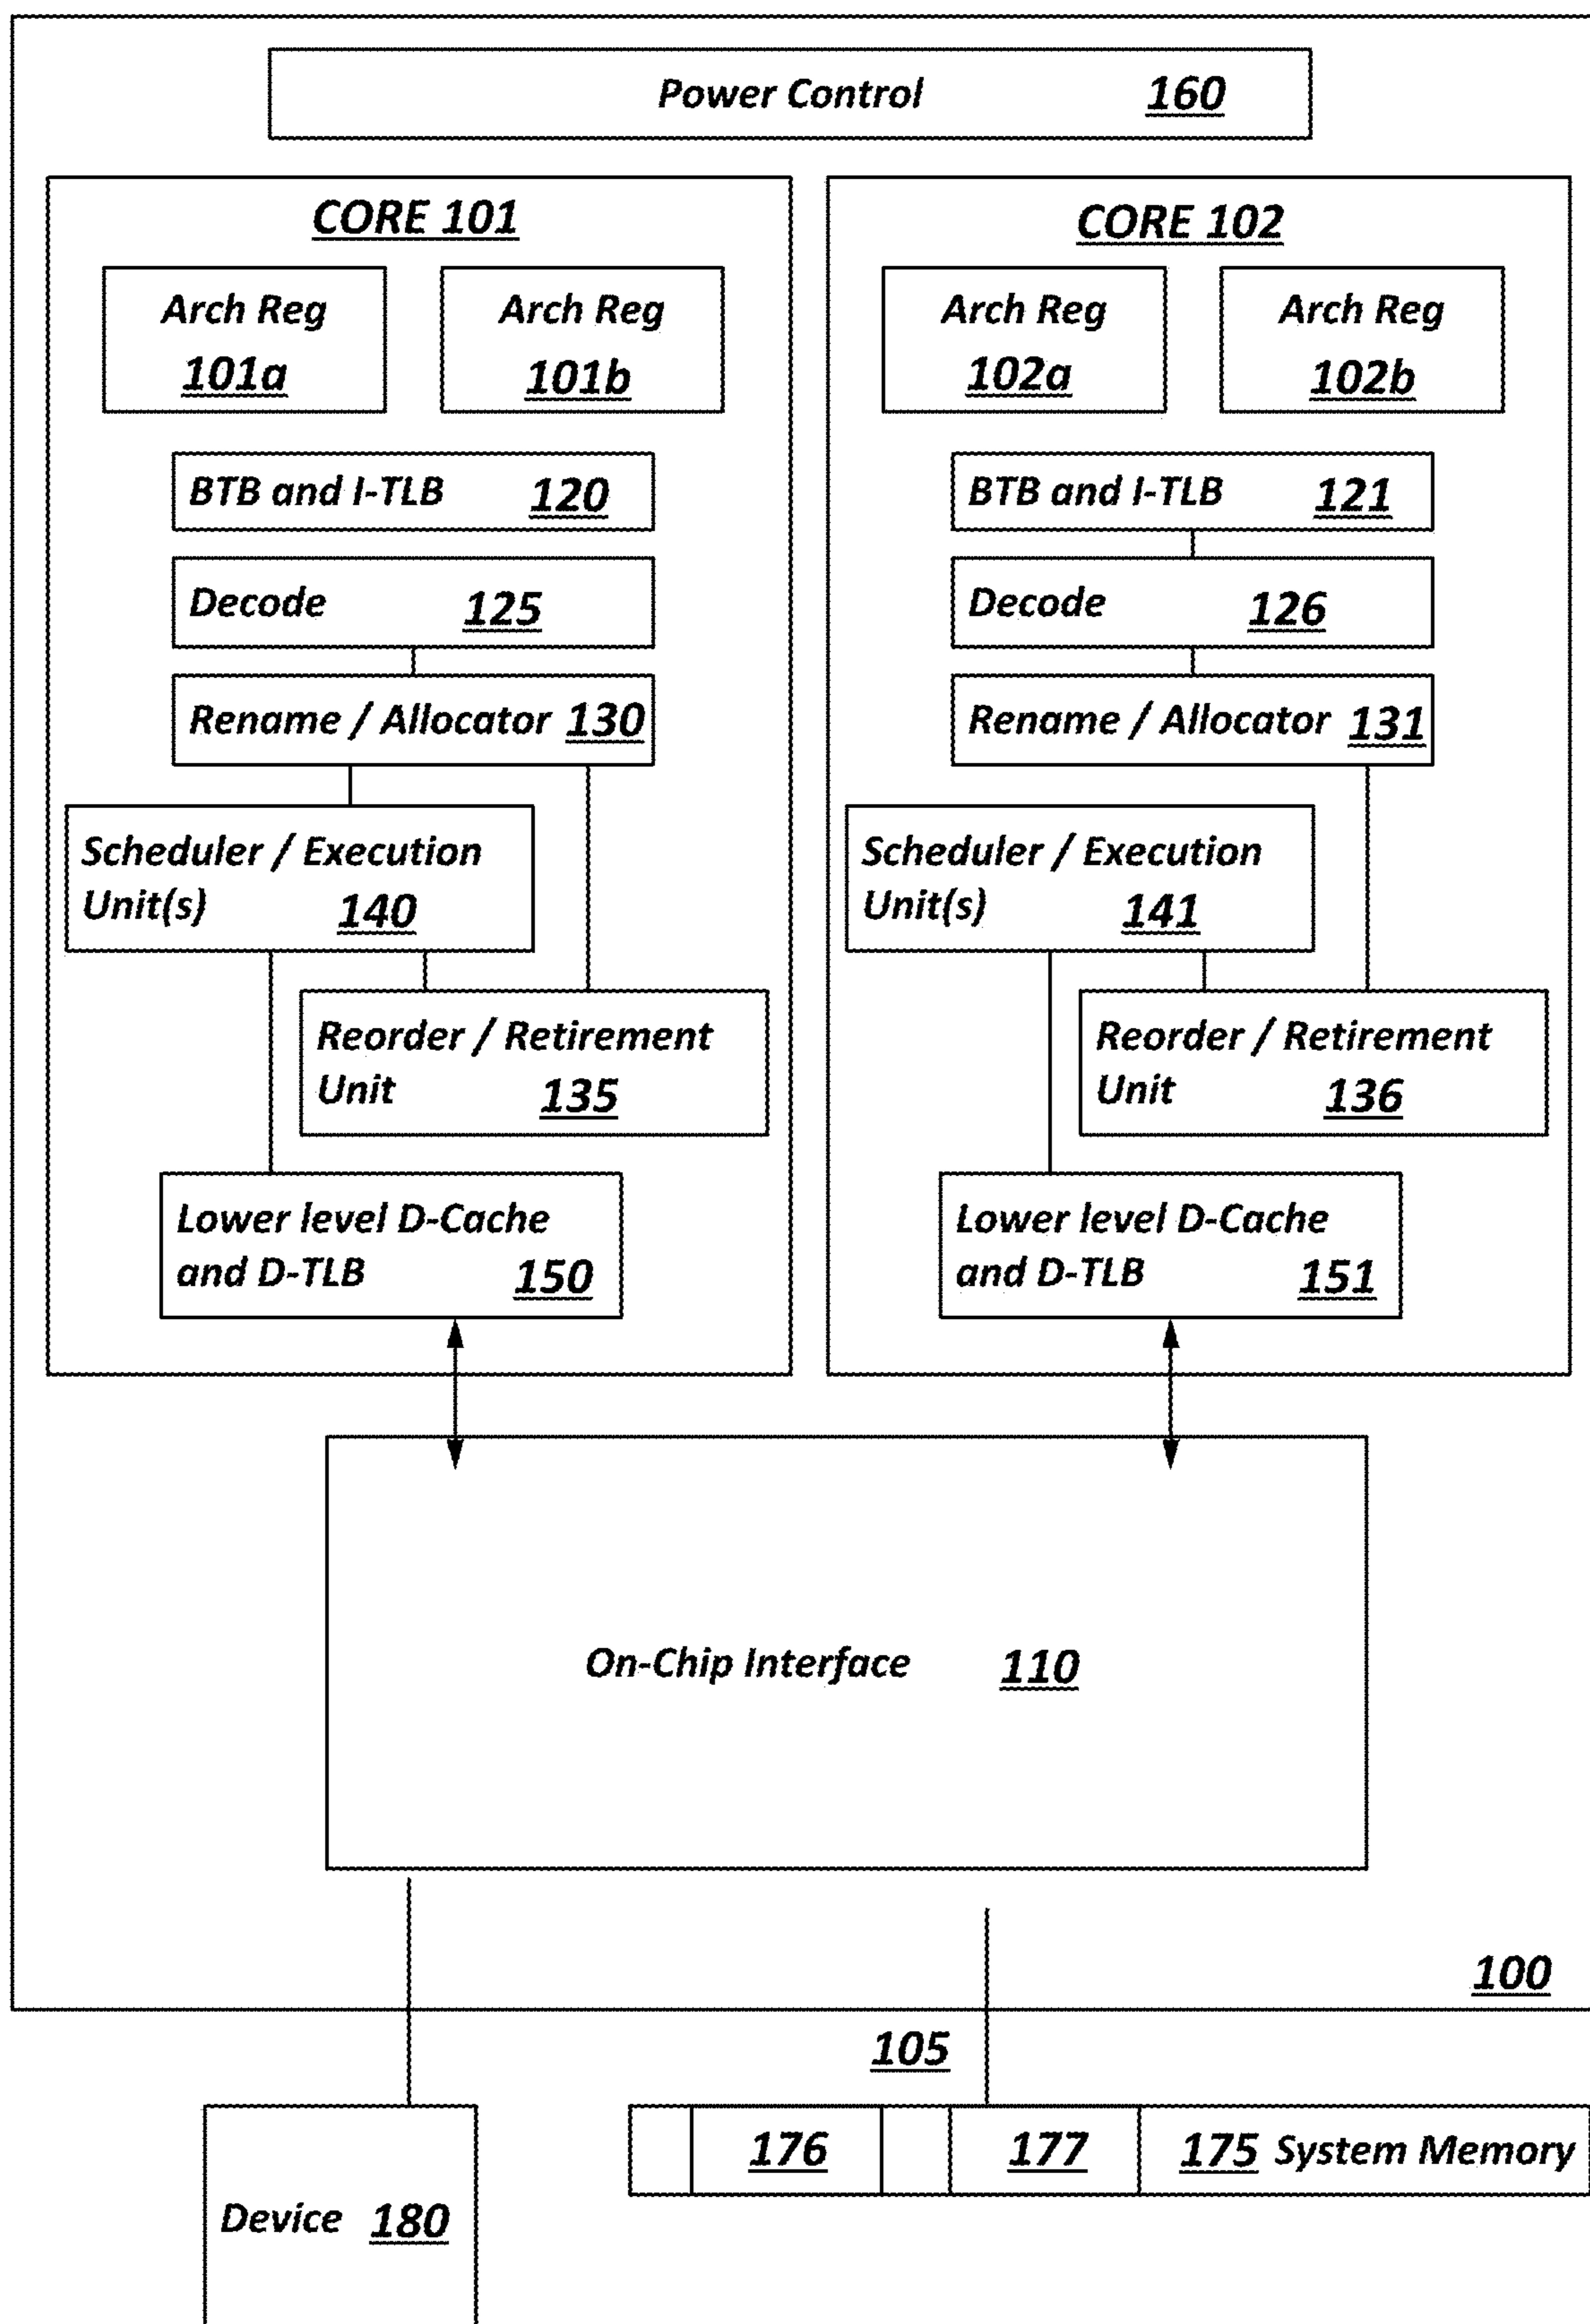 Power Control 160
CORE 101
Arch Reg
101a
Arch Reg
101b
BTB and I-TLB 120
Decode 125
Rename / Allocator 130
Scheduler / Execution
Unit(s) 140
Reorder / Retirement
Unit 135
Lower level D-Cache
and D-TLB 150
CORE 102
Arch Reg
102a
Arch Reg
102b
BTB and I-TLB 121
Decode 126
Rename / Allocator 131
Scheduler / Execution
Unit(s) 141
Reorder / Retirement
Unit 136
Lower level D-Cache
and D-TLB 151
On-Chip Interface 110
100
105
176 177 175 System Memory
Device 180